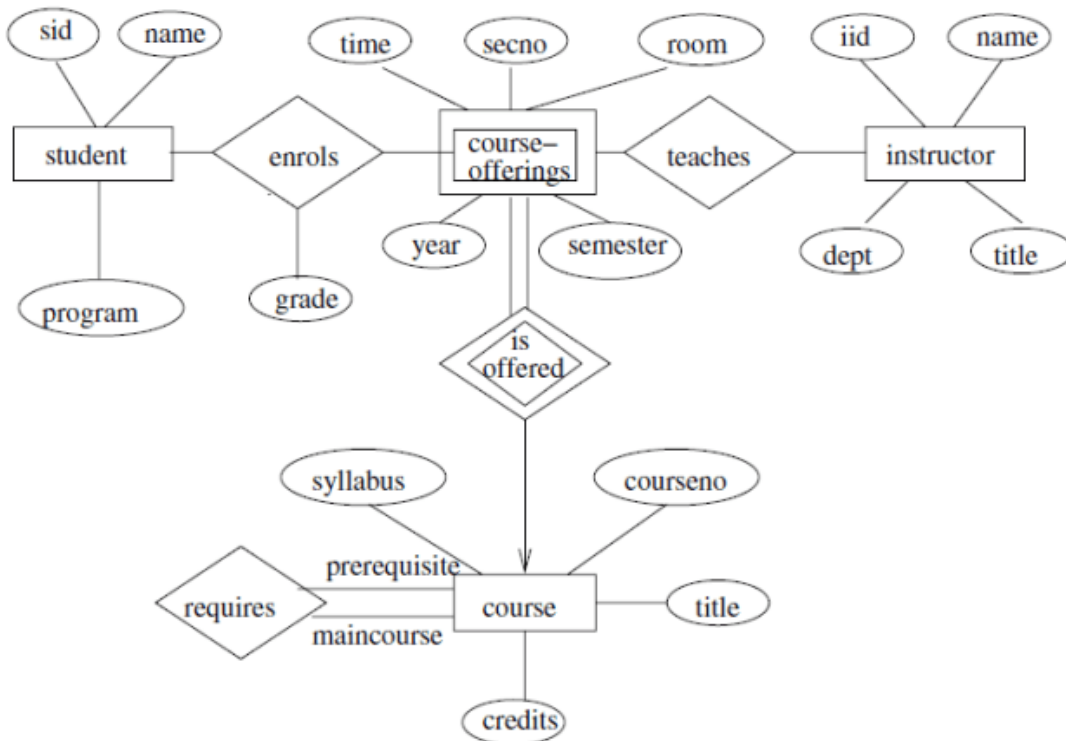 sid
name
time
secno
room
iid
name
student
enrols
course–
offerings
teaches
instructor
program
grade
year
semester
dept
title
is
offered
syllabus
courseno
prerequisite
requires
course
title
maincourse
credits